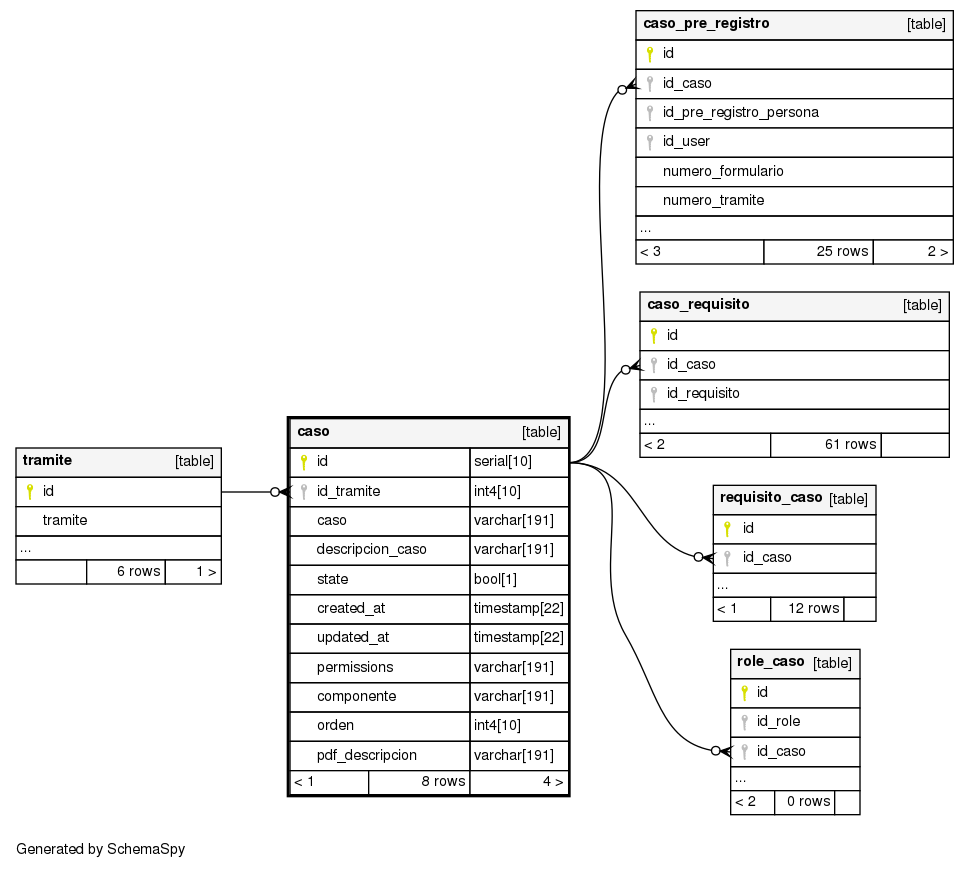 caso_pre_registro [table]
id
id_caso
id_pre_registro_persona
id_user
numero_formulario
numero_tramite
...
< 3 25 rows 2 >
caso_requisito [table]
id
id_caso
id_requisito
...
< 2 61 rows
tramite [table]
id
tramite
...
6 rows 1 >
caso [table]
id serial[10]
id_tramite int4[10]
caso varchar[191]
descripcion_caso varchar[191]
state bool[1]
created_at timestamp[22]
updated_at timestamp[22]
permissions varchar[191]
componente varchar[191]
orden int4[10]
pdf_descripcion varchar[191]
< 1 8 rows 4 >
requisito_caso [table]
id
id_caso
...
< 1 12 rows
role_caso [table]
id
id_role
id_caso
...
< 2 0 rows
Generated by SchemaSpy